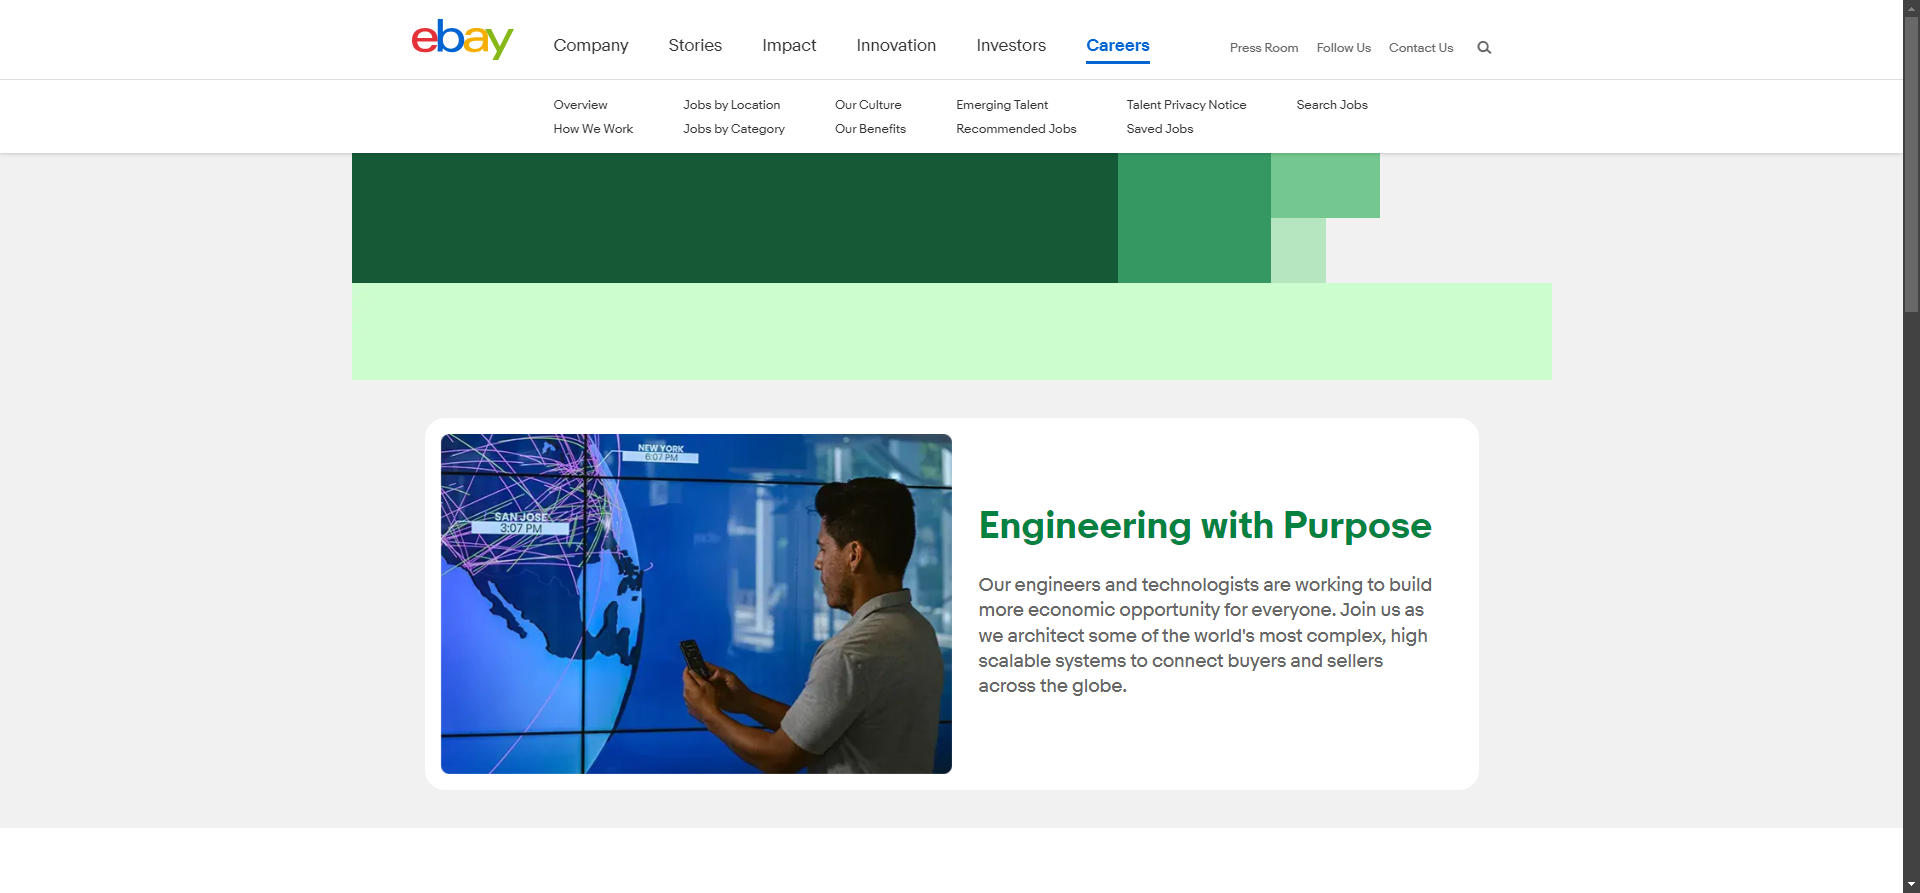 ebay
Company Stories Impact Innovation Investors Careers Press Room Follow Us Contact Us
Overview Jobs by Location Our Culture Emerging Talent Talent Privacy Notice Search Jobs
How We Work Jobs by Category Our Benefits Recommended Jobs Saved Jobs
NEW YORK
6:07 PM
SAN JOSE
3:07 PM
Engineering with Purpose
Our engineers and technologists are working to build
more economic opportunity for everyone. Join us as
we architect some of the world's most complex, high
scalable systems to connect buyers and sellers
across the globe.